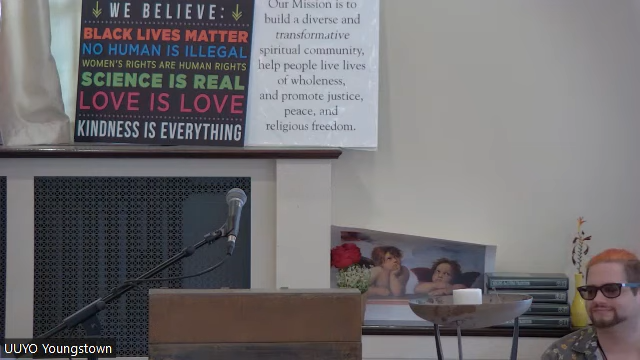 WE BELIEVE:
BLACK LIVES MATTER
NO HUMAN IS ILLEGAL
WOMEN'S RIGHTS ARE HUMAN RIGHTS
SCIENCE IS REAL
LOVE IS LOVE
KINDNESS IS EVERYTHING
Our Mission is to
build a diverse and
transformative
spiritual community,
help people live lives
of wholeness,
and promote justice,
peace, and
religious freedom.
UUYO Youngstown